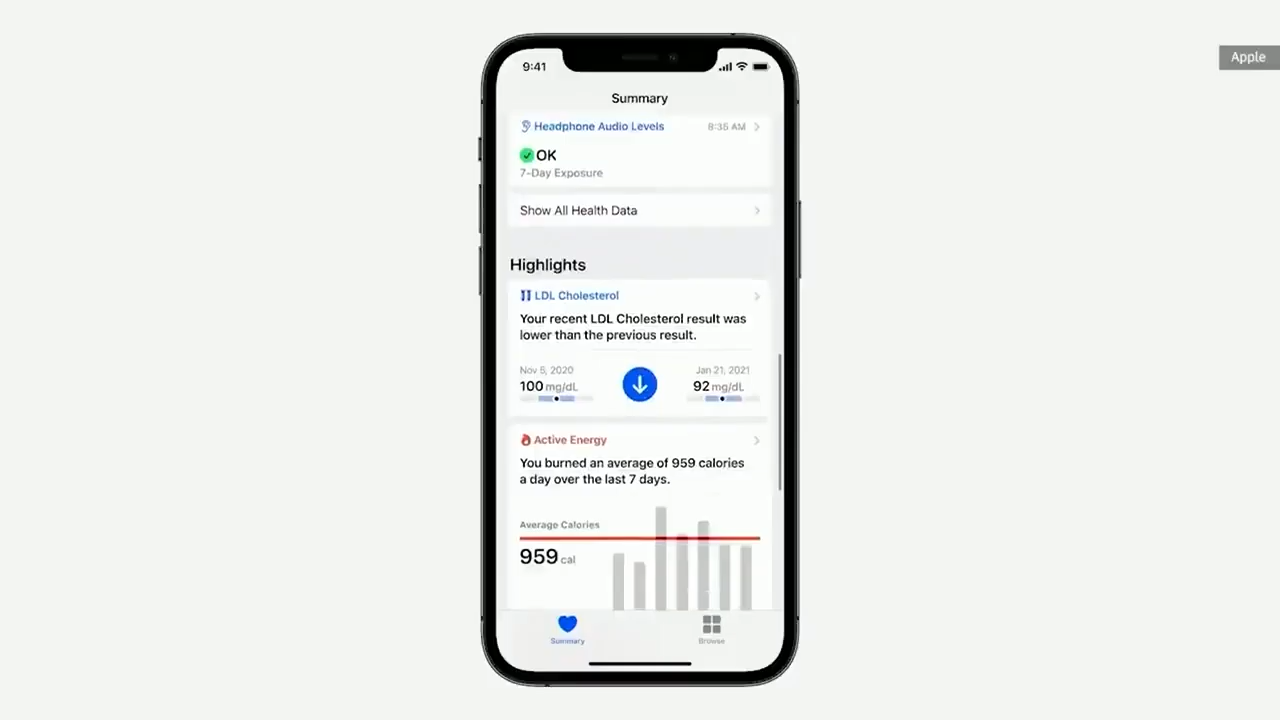 Apple
9:41
Summary
Headphone Audio Levels 8:35 AM
OK
7-Day Exposure
Show All Health Data
Highlights
LDL Cholesterol
Your recent LDL Cholesterol result was
lower than the previous result.
Nov 5, 2020 Jan 21, 2021
100 mg/dL 92 mg/dL
Active Energy
You burned an average of 959 calories
a day over the last 7 days.
Average Calories
959 cal
Summary Browse